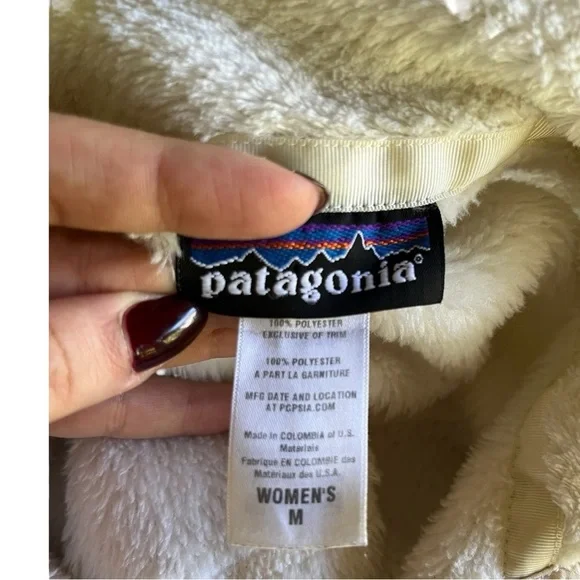 patagonia®
100% POLYESTER
EXCLUSIVE OF TRIM
100% POLYESTER
A PART LA GARNITURE
MFG DATE AND LOCATION
AT PGPSIA.COM
Made in COLOMBIA of U.S.
Materials
Fabriqué EN COLOMBIE des
Matériaux des U.S.A.
WOMEN'S
M